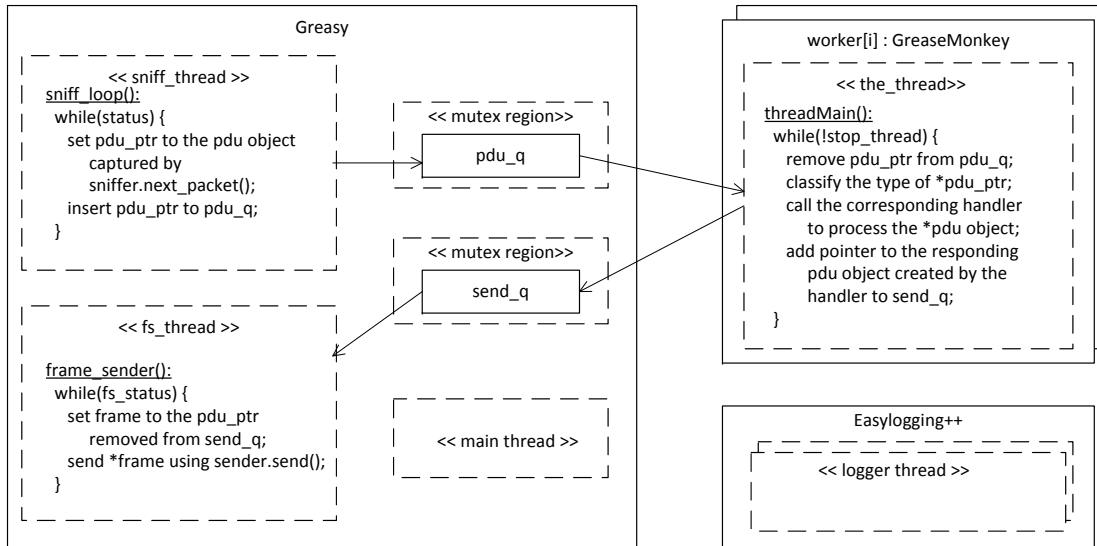 Greasy
<< sniff_thread >>
sniff_loop():
while(status) {
set pdu_ptr to the pdu object
captured by
sniffer.next_packet();
insert pdu_ptr to pdu_q;
}
<< mutex region>>
pdu_q
<< mutex region>>
send_q
<< fs_thread >>
frame_sender():
while(fs_status) {
set frame to the pdu_ptr
removed from send_q;
send *frame using sender.send();
}
<< main thread >>
worker[i] : GreaseMonkey
<< the_thread>>
threadMain():
while(!stop_thread) {
remove pdu_ptr from pdu_q;
classify the type of *pdu_ptr;
call the corresponding handler
to process the *pdu object;
add pointer to the responding
pdu object created by the
handler to send_q;
}
Easylogging++
<< logger thread >>